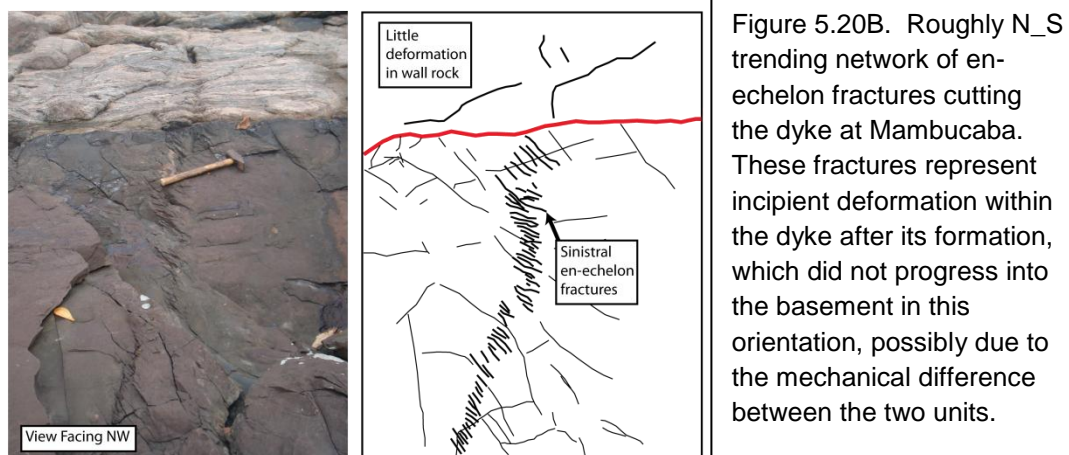 View Facing NW
Little
deformation
in wall rock
Sinistral
en-echelon
fractures
Figure 5.20B.  Roughly N_S
trending network of en-
echelon fractures cutting
the dyke at Mambucaba.
These fractures represent
incipient deformation within
the dyke after its formation,
which did not progress into
the basement in this
orientation, possibly due to
the mechanical difference
between the two units.